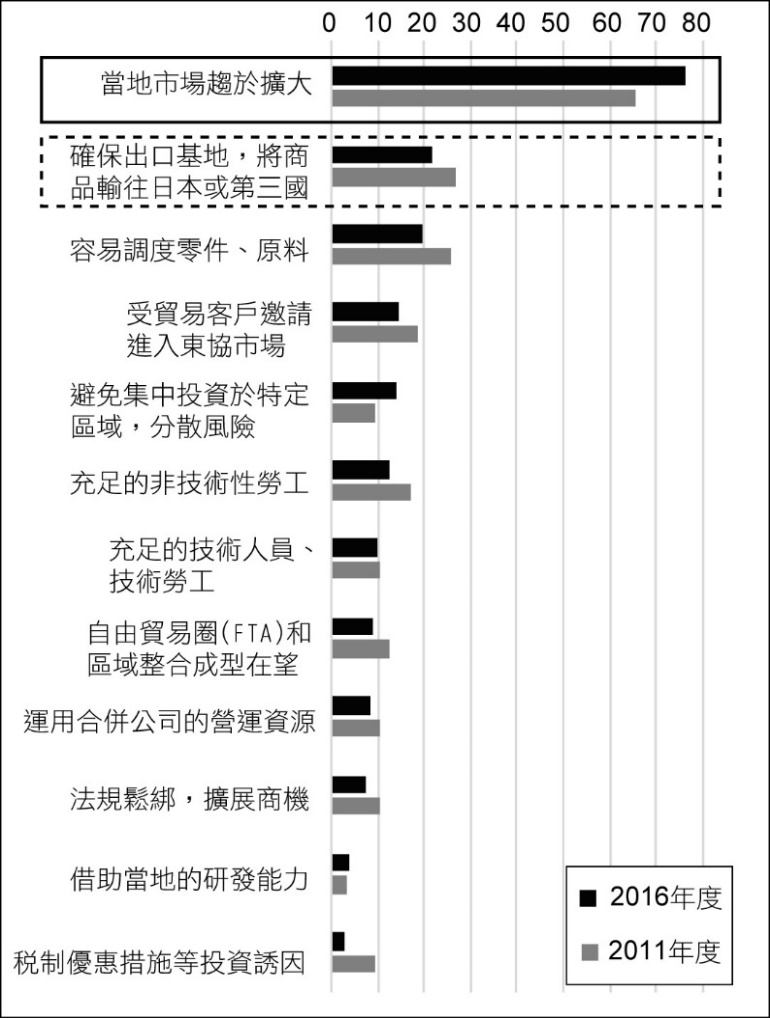 0 10 20 30 40 50 60 70 80
當地市場趨於擴大
確保出口基地，將商
品輸往日本或第三國
容易調度零件、原料
受貿易客戶邀請
進入東協市場
避免集中投資於特定
區域，分散風險
充足的非技術性勞工
充足的技術人員、
技術勞工
自由貿易圈(FTA)和
區域整合成型在望
運用合併公司的營運資源
法規鬆綁，擴展商機
借助當地的研發能力
稅制優惠措施等投資誘因
2016年度
2011年度